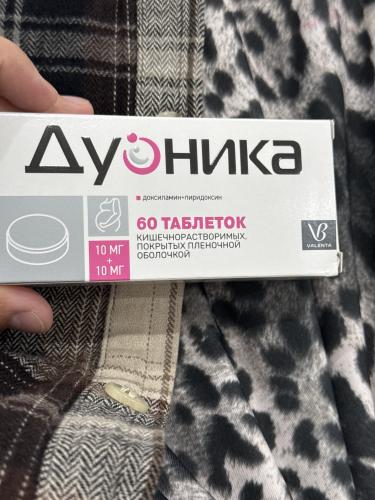 Дуоника
доксиламин+пиридоксин
60 ТАБЛЕТОК
КИШЕЧНОРАСТВОРИМЫХ,
ПОКРЫТЫХ ПЛЕНОЧНОЙ
ОБОЛОЧКОЙ
10 МГ
+
10 МГ
VALENTA